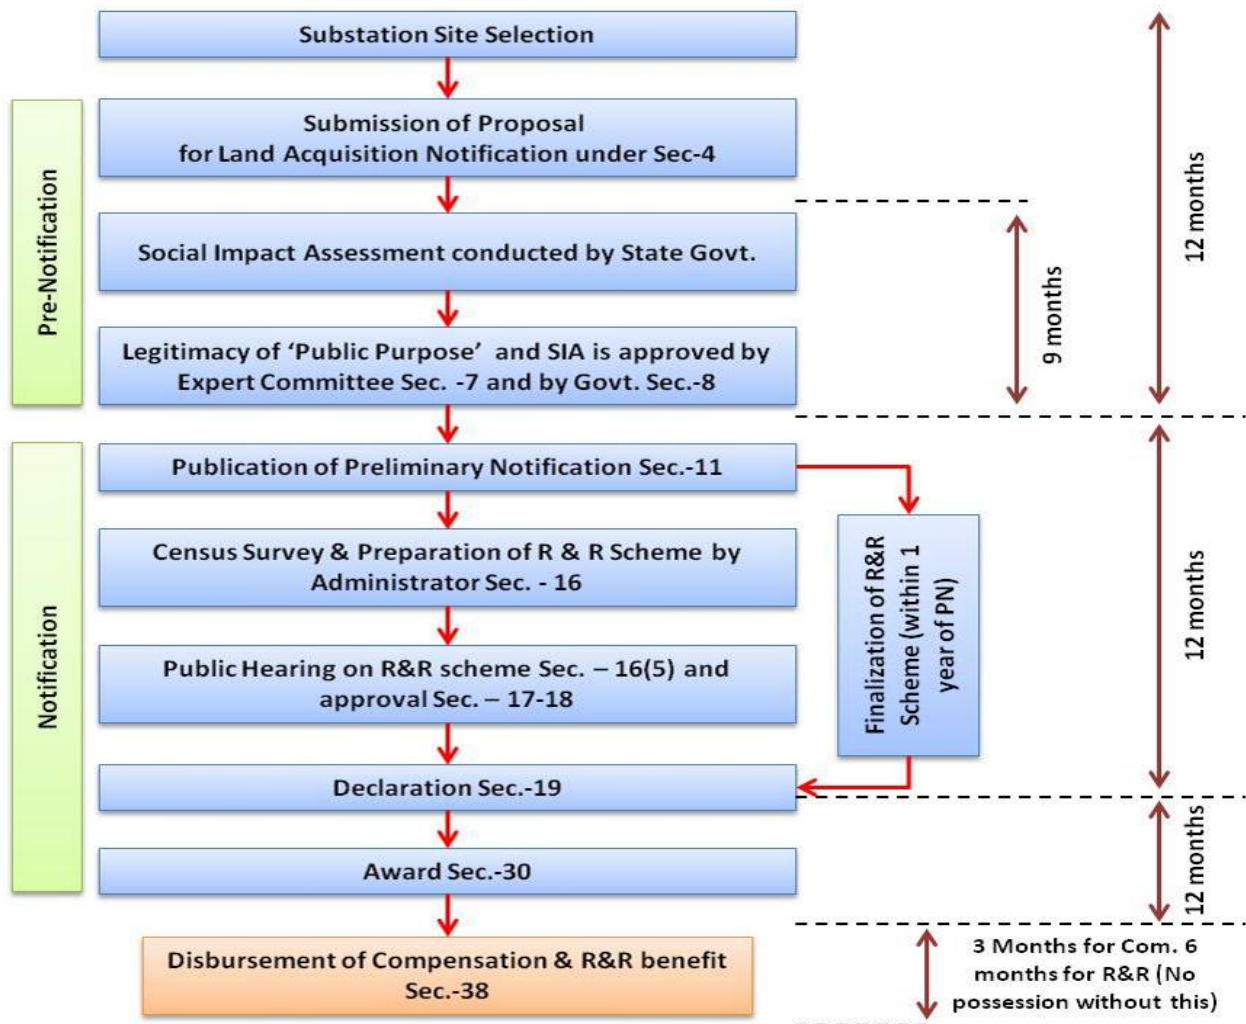 Substation Site Selection
Pre-Notification
Submission of Proposal
for Land Acquisition Notification under Sec-4
Social Impact Assessment conducted by State Govt.
Legitimacy of ‘Public Purpose’ and SIA is approved by
Expert Committee Sec. -7 and by Govt. Sec.-8
9 months
12 months
Notification
Publication of Preliminary Notification Sec.-11
Census Survey & Preparation of R & R Scheme by
Administrator Sec. - 16
Public Hearing on R&R scheme Sec. – 16(5) and
approval Sec. – 17-18
Finalization of R&R
Scheme (within 1
year of PN)
12 months
Declaration Sec.-19
Award Sec.-30
12 months
Disbursement of Compensation & R&R benefit
Sec.-38
3 Months for Com. 6
months for R&R (No
possession without this)